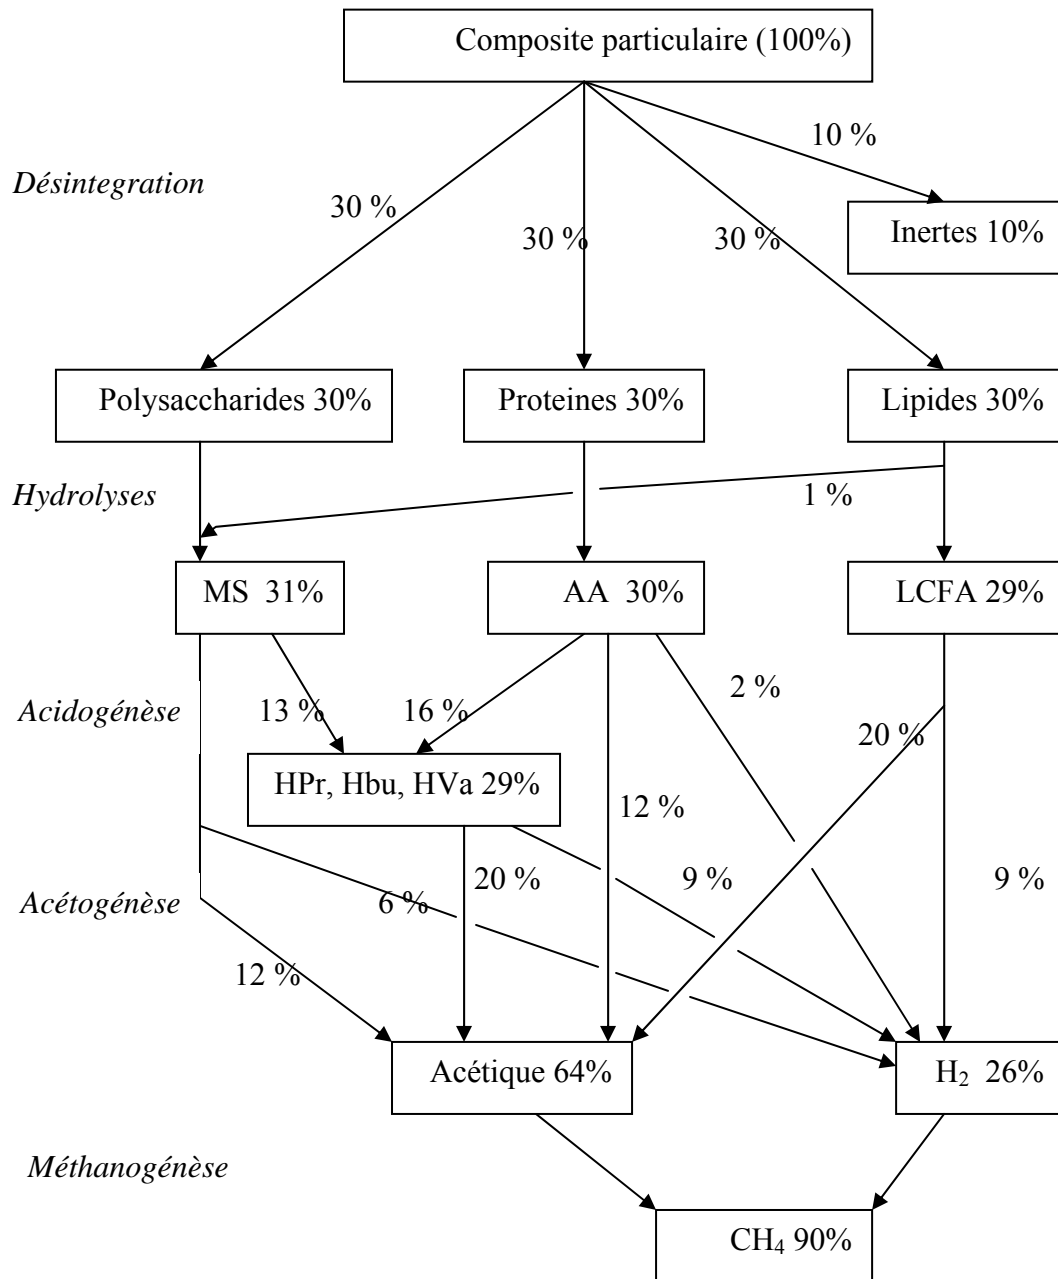 Composite particulaire (100%)
10 %
Désintegration
30 %
30 %
30 %
Inertes 10%
Polysaccharides 30%
Proteines 30%
Lipides 30%
Hydrolyses
1 %
MS 31%
AA 30%
LCFA 29%
Acidogénèse
13 %
16 %
2 %
20 %
HPr, Hbu, HVa 29%
12 %
Acétogénèse
6 %
20 %
9 %
9 %
12 %
Acétique 64%
H₂ 26%
Méthanogénèse
CH₄ 90%